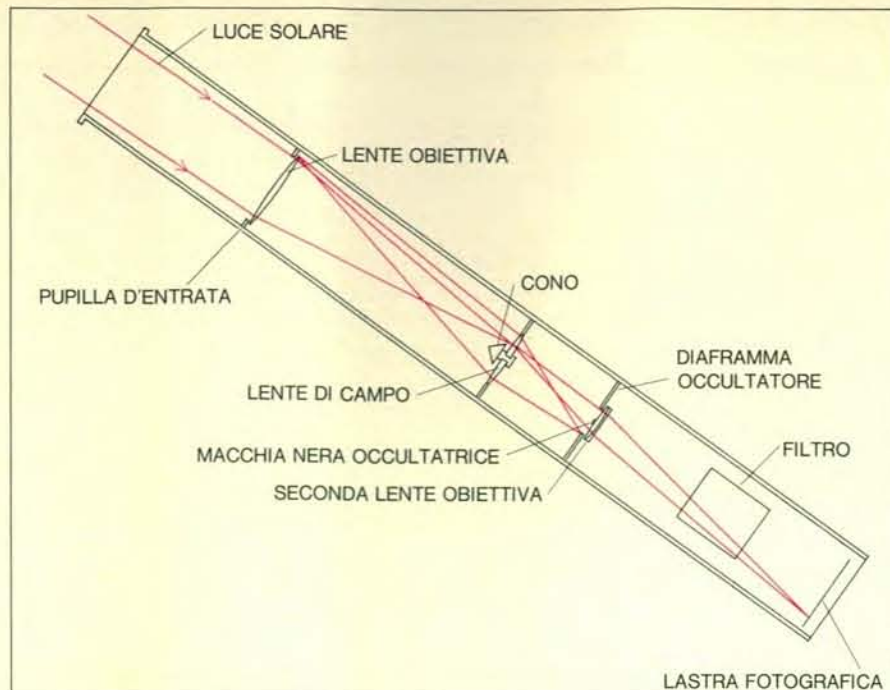 LUCE SOLARE
LENTE OBIETTIVA
PUPILLA D'ENTRATA
CONO
LENTE DI CAMPO
DIAFRAMMA
OCCULTATORE
MACCHIA NERA OCCULTATRICE
FILTRO
SECONDA LENTE OBIETTIVA
LASTRA FOTOGRAFICA